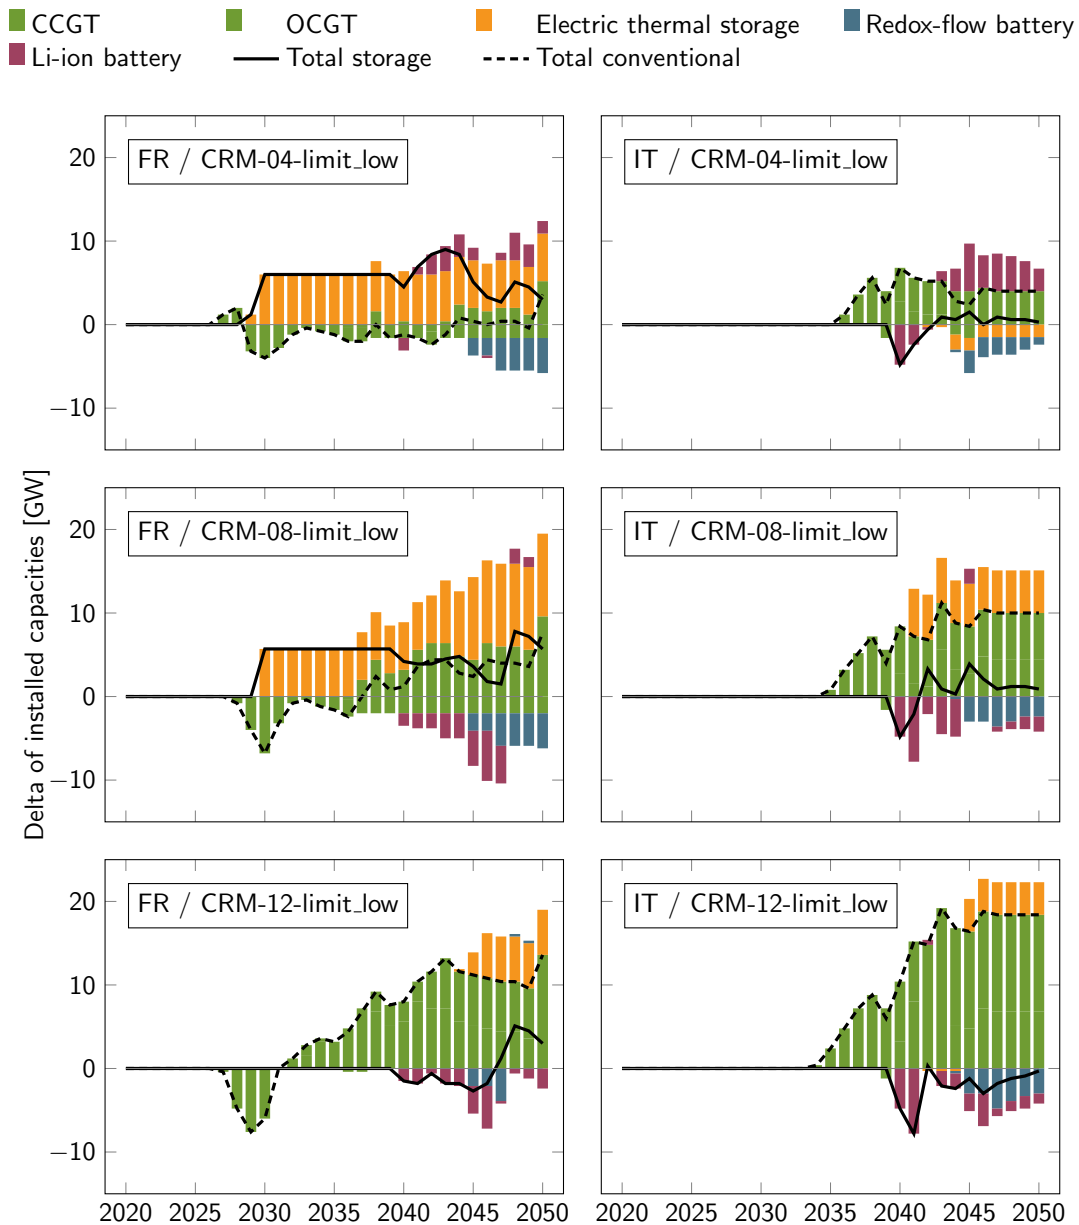 CCGT OCGT Electric thermal storage Redox-flow battery
Li-ion battery Total storage Total conventional
Delta of installed capacities [GW]
FR / CRM-04-limit_low
20
10
0
−10
IT / CRM-04-limit_low
FR / CRM-08-limit_low
20
10
0
−10
IT / CRM-08-limit_low
FR / CRM-12-limit_low
20
10
0
−10
IT / CRM-12-limit_low
2020 2025 2030 2035 2040 2045 2050
2020 2025 2030 2035 2040 2045 2050